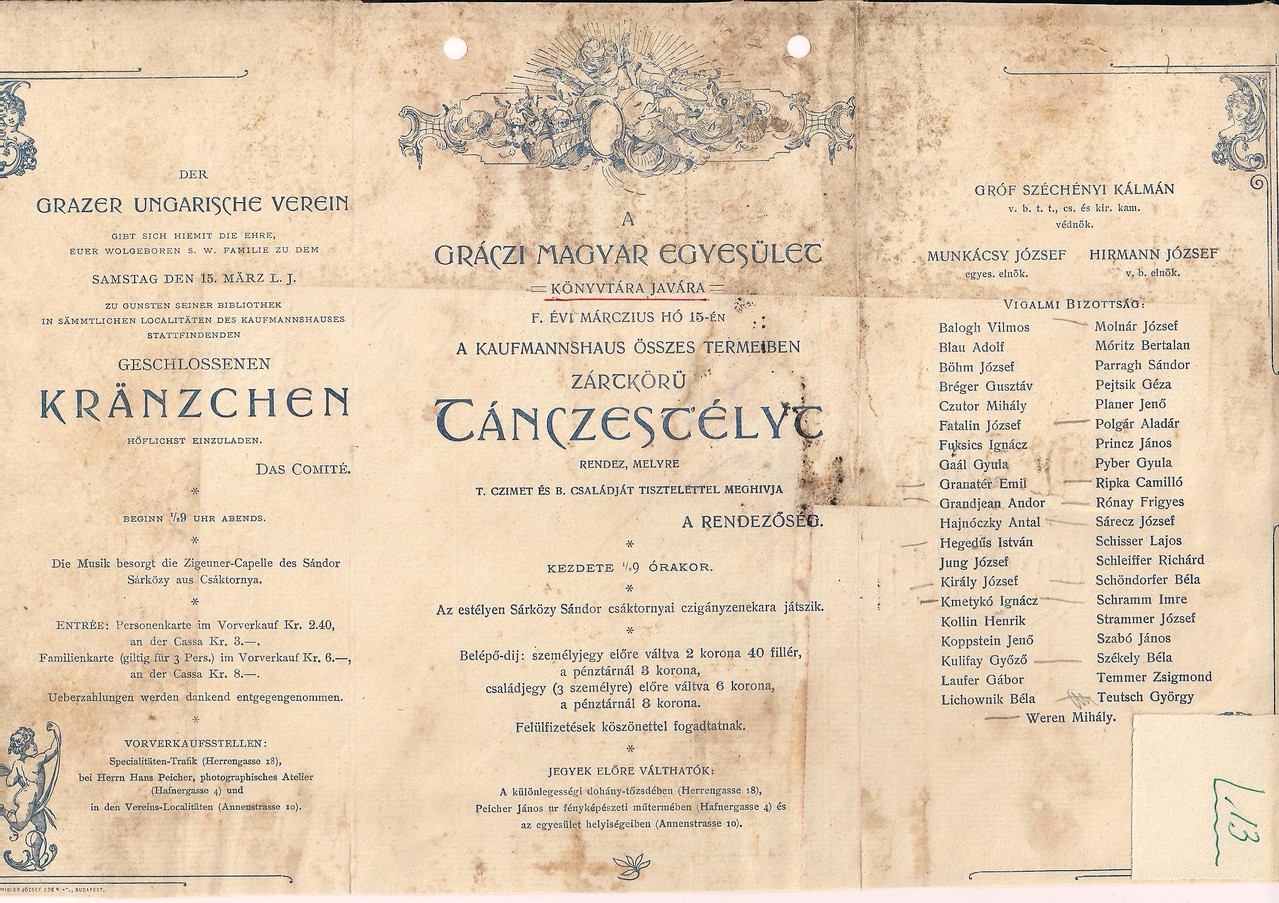 DER
GRAZER UNGARISCHE VEREIN
GIBT SICH HIEMIT DIE EHRE,
EUER WOLGEBOREN S. W. FAMILIE ZU DEM
SAMSTAG DEN 15. MÄRZ L. J.
ZU GUNSTEN SEINER BIBLIOTHEK
IN SÄMMTLICHEN LOCALITÄTEN DES KAUFMANNSHAUSES
STATTFINDENDEN
GESCHLOSSENEN
KRÄNZCHEN
HÖFLICHST EINZULADEN.
DAS COMITÉ.
*
BEGINN ½9 UHR ABENDS.
*
Die Musik besorgt die Zigeuner-Capelle des Sándor
Sárközy aus Csáktornya.
*
ENTRÉE: Personenkarte im Vorverkauf Kr. 2.40,
an der Cassa Kr. 3.—.
Familienkarte (giltig für 3 Pers.) im Vorverkauf Kr. 6.—,
an der Cassa Kr. 8.—.
Ueberzahlungen werden dankend entgegengenommen.
*
VORVERKAUFSSTELLEN:
Specialitäten-Trafik (Herrengasse 18),
bei Herrn Hans Peicher, photographisches Atelier
(Hafnergasse 4) und
in den Vereins-Localitäten (Annenstrasse 10).
JÓZSEF BUDAPEST.
A
GRÁCZI MAGYAR EGYESÜLET
= KÖNYVTÁRA JAVÁRA =
F. ÉVI MÁRCZIUS HÓ 15-ÉN
A KAUFMANNSHAUS ÖSSZES TERMEIBEN
ZÁRTKÖRÜ
TÁNCZESTÉLYT
RENDEZ, MELYRE
T. CZIMET ÉS B. CSALÁDJÁT TISZTELETTEL MEGHIVJA
A RENDEZŐSÉG.
*
KEZDETE ½9 ÓRAKOR.
*
Az estélyen Sárközy Sándor csáktornyai czigányzenekara játszik.
*
Belépő-dij: személyjegy előre váltva 2 korona 40 fillér,
a pénztárnál 3 korona,
családjegy (3 személyre) előre váltva 6 korona,
a pénztárnál 8 korona.
Felülfizetések köszönettel fogadtatnak.
*
JEGYEK ELŐRE VÁLTHATÓK:
A különlegességi dohány-tőzsdében (Herrengasse 18),
Peicher János ur fényképészeti műtermében (Hafnergasse 4) és
az egyesület helyiségeiben (Annenstrasse 10).
GRÓF SZÉCHÉNYI KÁLMÁN
v. b. t. t., cs. és kir. kam.
védnök.
MUNKÁCSY JÓZSEF
egyes. elnök.
HIRMANN JÓZSEF
v. b. elnök.
VIGALMI BIZOTTSÁG:
Balogh Vilmos
Blau Adolf
Böhm József
Bréger Gusztáv
Czutor Mihály
Fatalin József
Fuksics Ignácz
Gaál Gyula
Granatér Emil
Grandjean Andor
Hajnóczky Antal
Hegedűs István
Jung József
Király József
Kmetykó Ignácz
Kollin Henrik
Koppstein Jenő
Kulifay Győző
Laufer Gábor
Lichownik Béla
Molnár József
Móritz Bertalan
Parragh Sándor
Pejtsik Géza
Planer Jenő
Polgár Aladár
Princz János
Pyber Gyula
Ripka Camilló
Rónay Frigyes
Sárecz József
Schisser Lajos
Schleiffer Richárd
Schöndorfer Béla
Schramm Imre
Strammer József
Szabó János
Székely Béla
Temmer Zsigmond
Teutsch György
Weren Mihály.